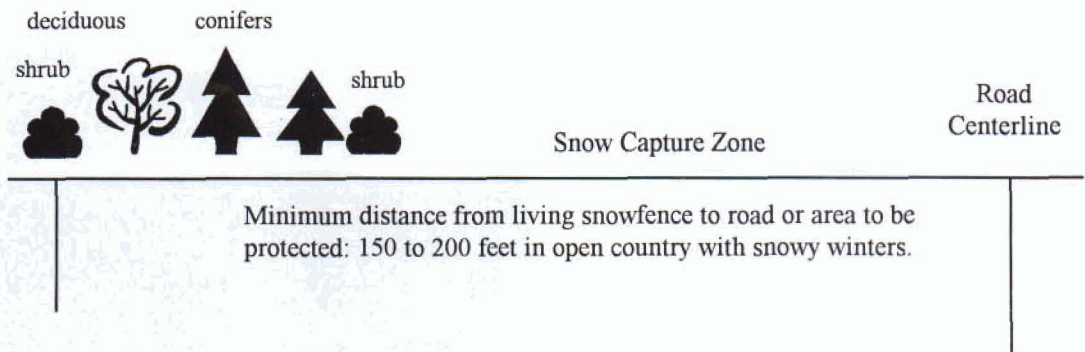 deciduous
conifers
shrub
shrub
Road
Centerline
Snow Capture Zone
Minimum distance from living snowfence to road or area to be
protected: 150 to 200 feet in open country with snowy winters.